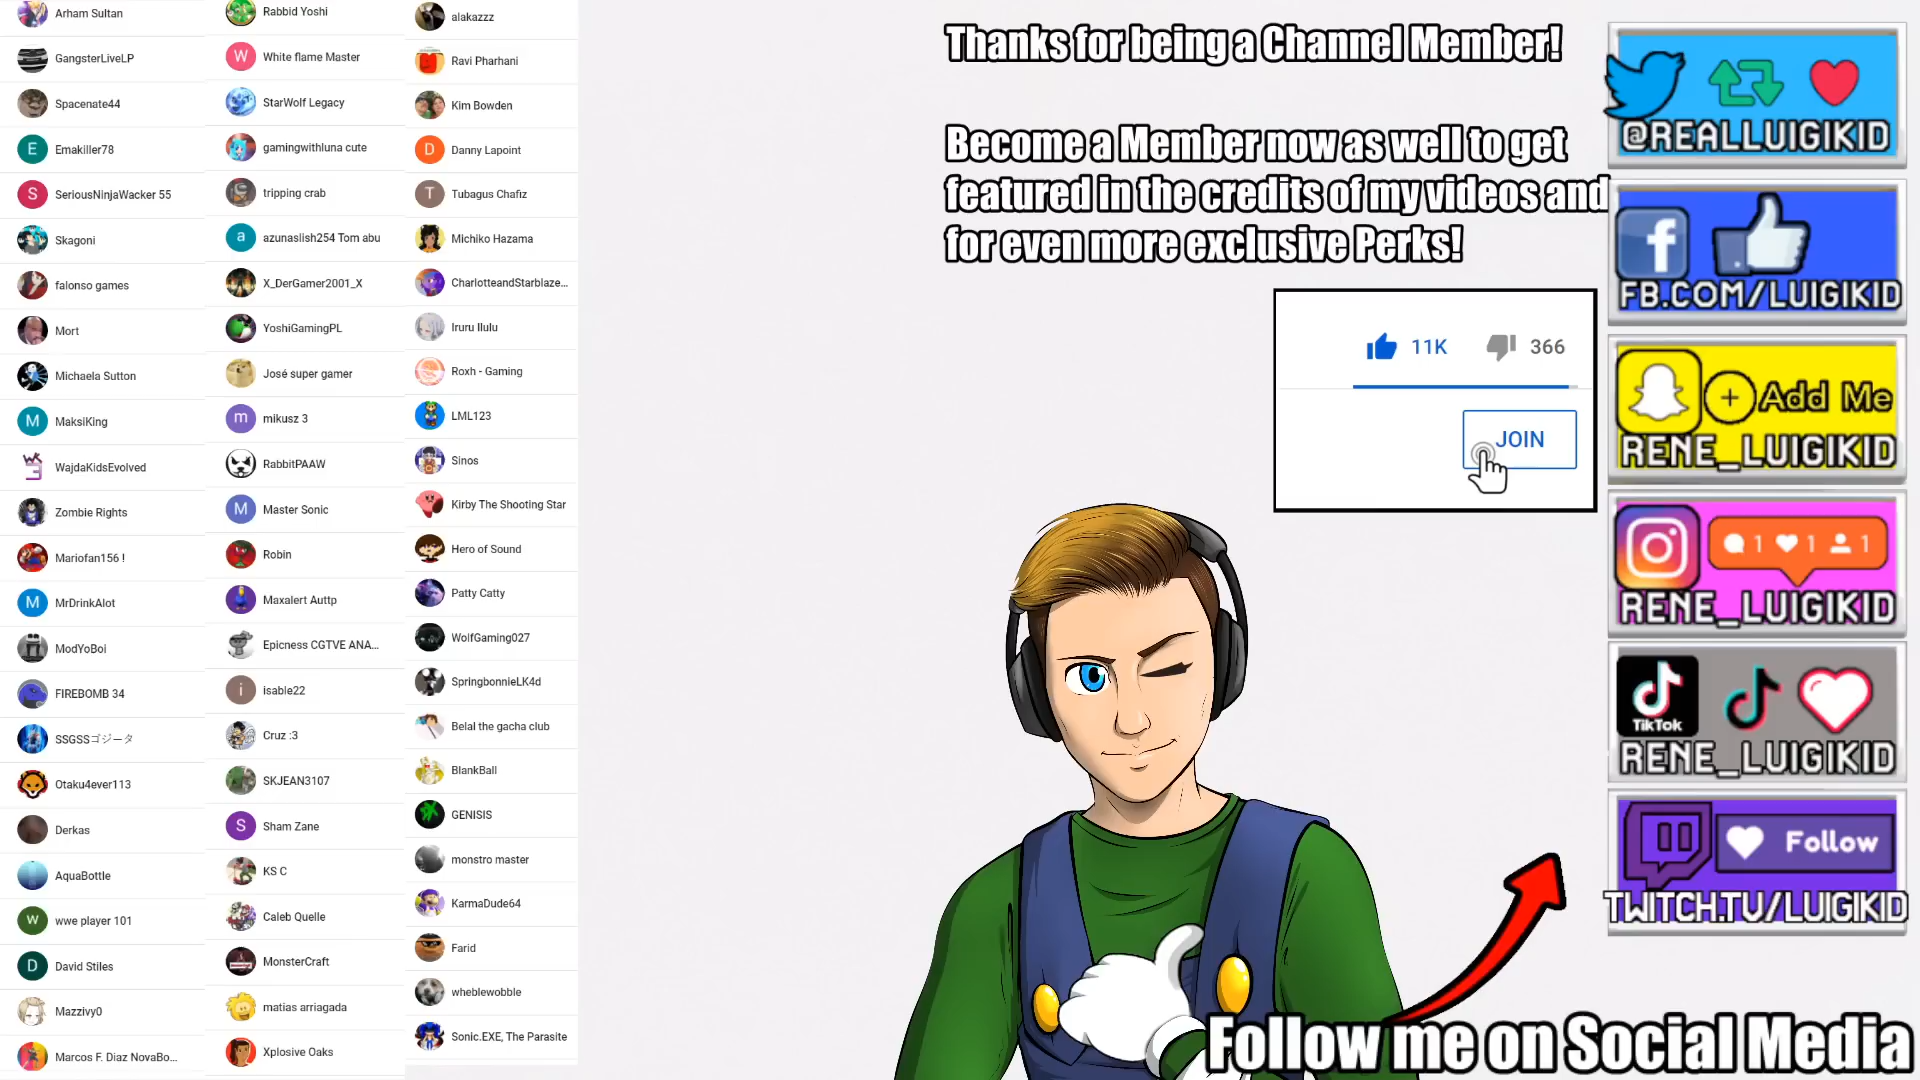 Arham Sultan
GangsterLiveLP
Spacenate44
E
Emakiller78
S
SeriousNinjaWacker 55
Skagoni
falonso games
Mort
Michaela Sutton
M
MaksiKing
WK
3
WajdaKidsEvolved
Zombie Rights
Mariofan156 !
M
MrDrinkAlot
ModYoBoi
FIREBOMB 34
SSGSSゴジータ
Otaku4ever113
Derkas
AquaBottle
W
wwe player 101
D
David Stiles
Mazzivy0
Marcos F. Diaz NovaBo...
Rabbid Yoshi
W
White flame Master
StarWolf Legacy
gamingwithluna cute
tripping crab
a
azunaslish254 Tom abu
X_DerGamer2001_X
YoshiGamingPL
José super gamer
m
mikusz 3
RabbitPAAW
M
Master Sonic
Robin
Maxalert Auttp
Epicness CGTVE ANA...
i
isable22
Cruz :3
SKJEAN3107
S
Sham Zane
KS C
Caleb Quelle
MonsterCraft
matias arriagada
Xplosive Oaks
alakazzz
Ravi Pharhani
Kim Bowden
D
Danny Lapoint
T
Tubagus Chafiz
Michiko Hazama
CharlotteandStarblaze...
Iruru Ilulu
Roxh - Gaming
LML123
Sinos
Kirby The Shooting Star
Hero of Sound
Patty Catty
WolfGaming027
SpringbonnieLK4d
Belal the gacha club
BlankBall
GENISIS
monstro master
KarmaDude64
Farid
wheblewobble
Sonic.EXE, The Parasite
Thanks for being a Channel Member!
Become a Member now as well to get
featured in the credits of my videos and
for even more exclusive Perks!
11K 366
JOIN
@REALLUIGIKID
f
FB.COM/LUIGIKID
+ Add Me
RENE_LUIGIKID
1 1 1
RENE_LUIGIKID
TikTok
RENE_LUIGIKID
Follow
TWITCH.TV/LUIGIKID
Follow me on Social Media